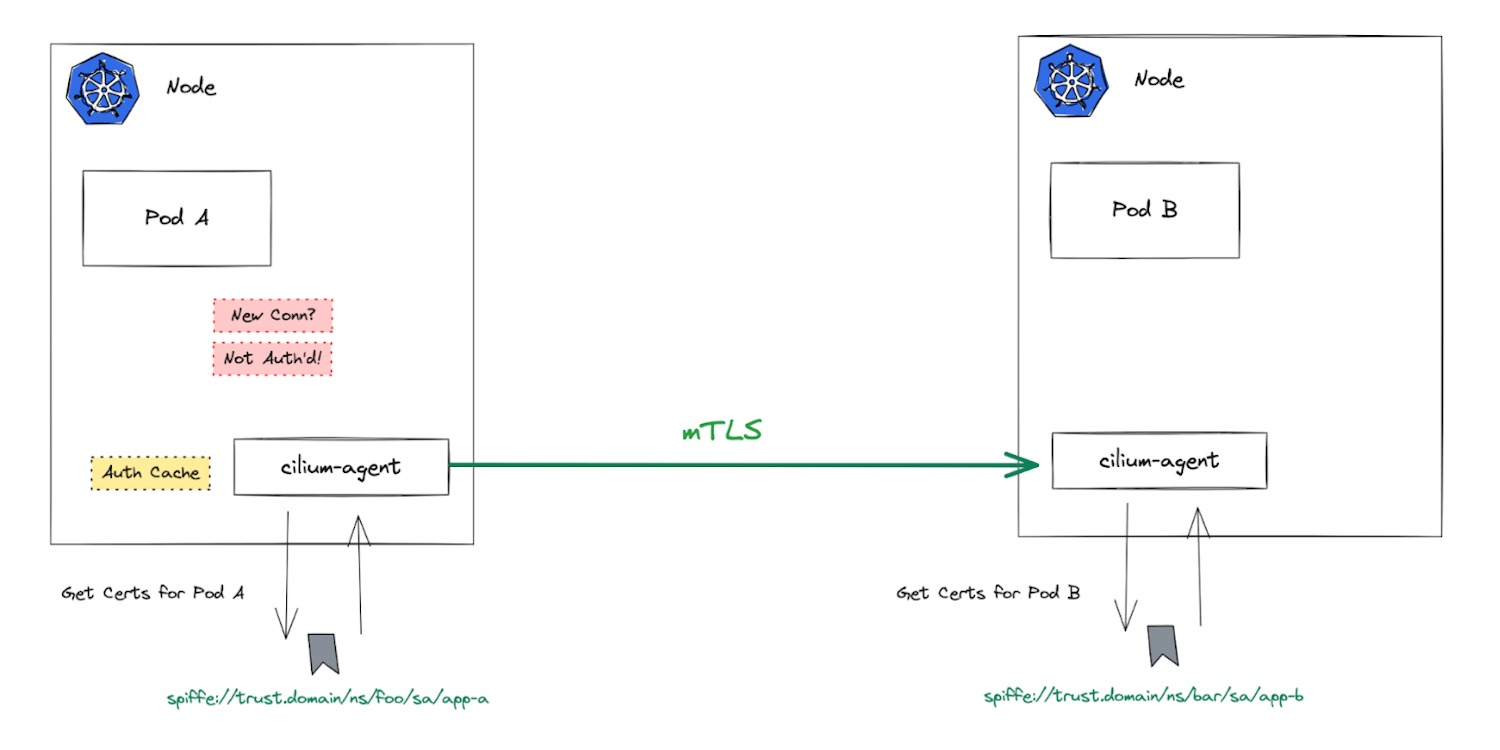 Node
Pod A
New Conn?
Not Auth'd!
Auth Cache
cilium-agent
Get Certs for Pod A
spiffe://trust.domain/ns/foo/sa/app-a
mTLS
Node
Pod B
cilium-agent
Get Certs for Pod B
spiffe://trust.domain/ns/bar/sa/app-b